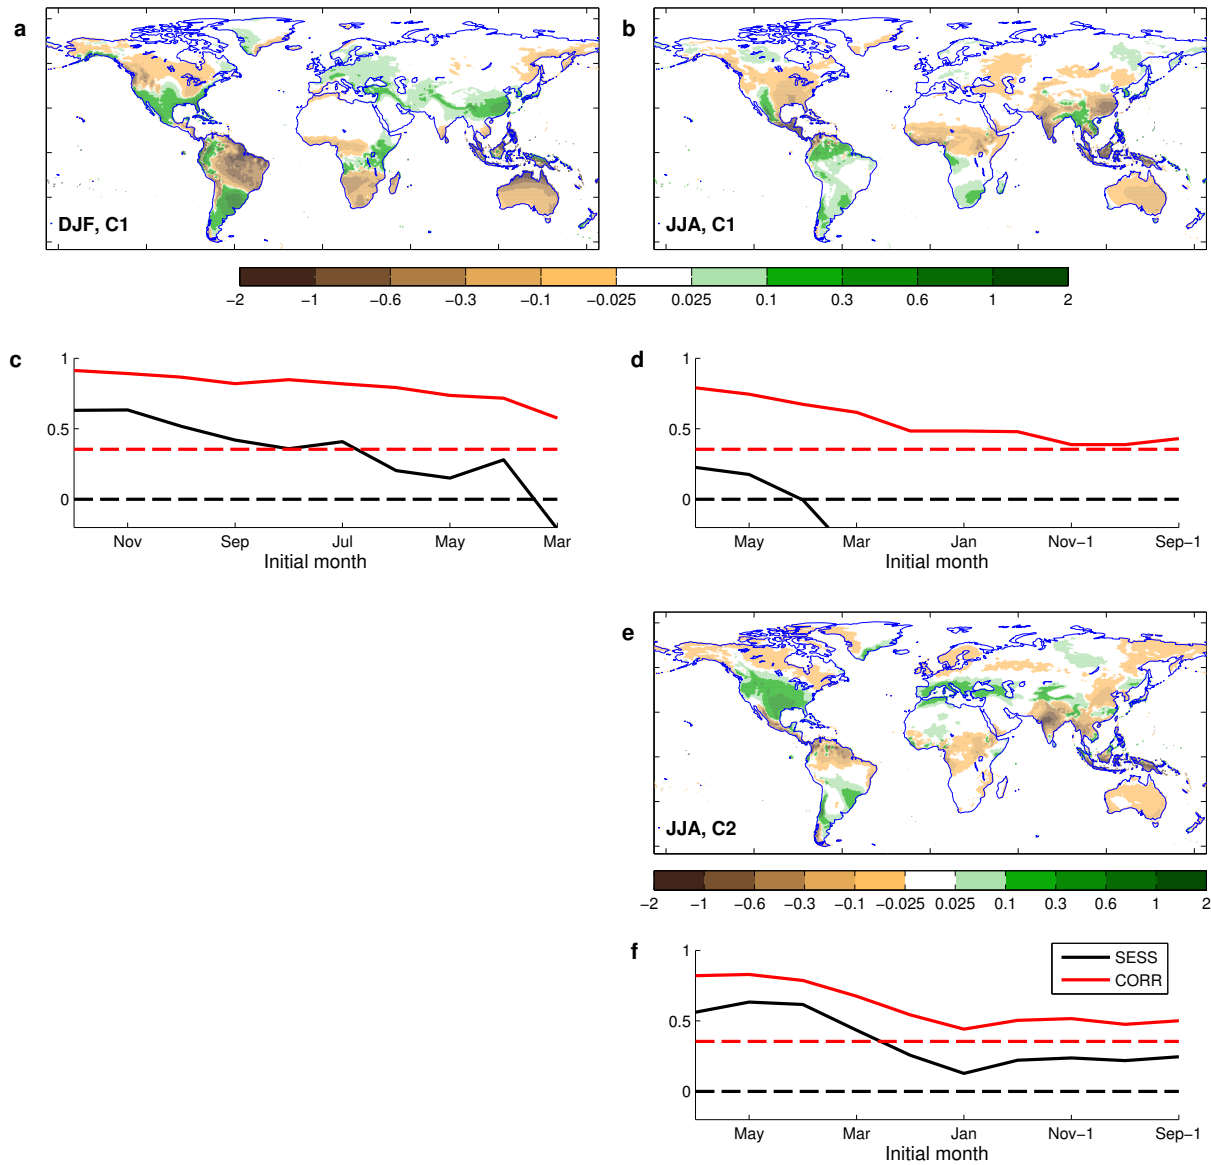 a
b
DJF, C1
JJA, C1
−2 −1 −0.6 −0.3 −0.1 −0.025 0.025 0.1 0.3 0.6 1 2
c
1
0.5
0
Nov Sep Jul May Mar
Initial month
d
1
0.5
0
May Mar Jan Nov−1 Sep−1
Initial month
e
JJA, C2
−2 −1 −0.6 −0.3 −0.1 −0.025 0.025 0.1 0.3 0.6 1 2
f
1
0.5
0
SESS
CORR
May Mar Jan Nov−1 Sep−1
Initial month